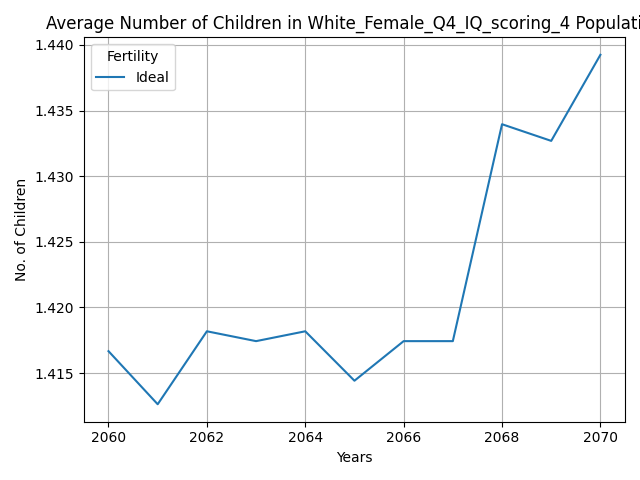 Average Number of Children in White_Female_Q4_IQ_scoring_4 Populati
Fertility
Ideal
1.440
1.435
1.430
1.425
1.420
1.415
No. of Children
2060 2062 2064 2066 2068 2070
Years